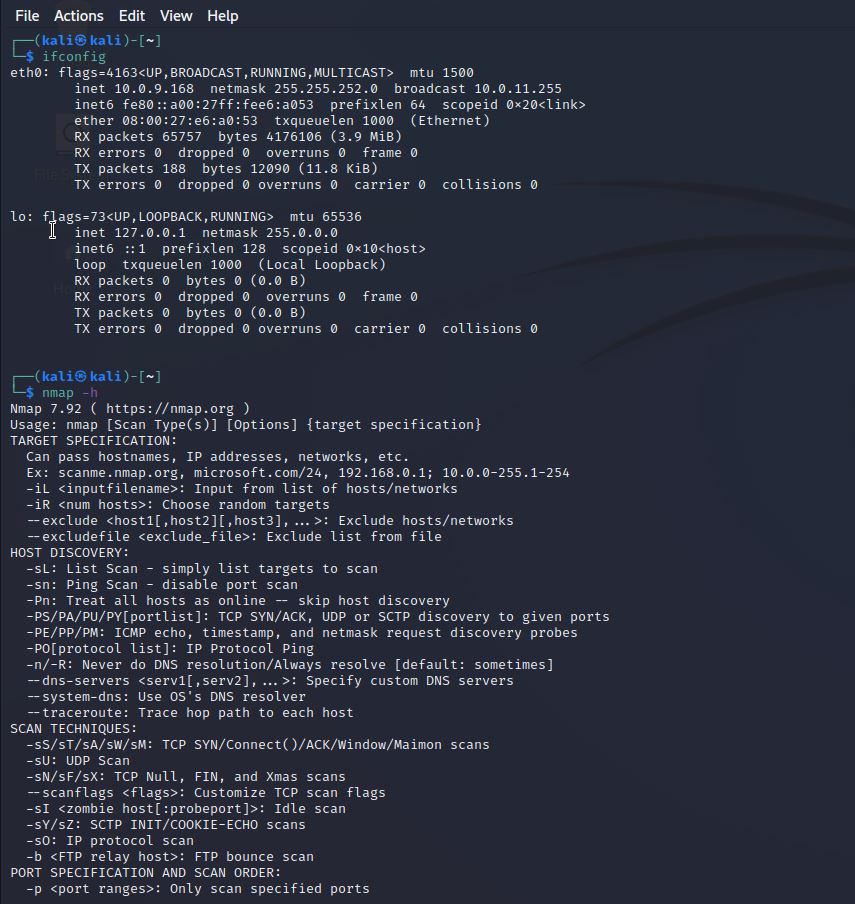 File Actions Edit View Help
┌──(kali㉿kali)-[~]
└─$ ifconfig
eth0: flags=4163<UP,BROADCAST,RUNNING,MULTICAST>  mtu 1500
        inet 10.0.9.168  netmask 255.255.252.0  broadcast 10.0.11.255
        inet6 fe80::a00:27ff:fee6:a053  prefixlen 64  scopeid 0×20<link>
        ether 08:00:27:e6:a0:53  txqueuelen 1000  (Ethernet)
        RX packets 65757  bytes 4176106 (3.9 MiB)
        RX errors 0  dropped 0  overruns 0  frame 0
        TX packets 188  bytes 12090 (11.8 KiB)
        TX errors 0  dropped 0 overruns 0  carrier 0  collisions 0
lo: flags=73<UP,LOOPBACK,RUNNING>  mtu 65536
        inet 127.0.0.1  netmask 255.0.0.0
        inet6 ::1  prefixlen 128  scopeid 0×10<host>
        loop  txqueuelen 1000  (Local Loopback)
        RX packets 0  bytes 0 (0.0 B)
        RX errors 0  dropped 0  overruns 0  frame 0
        TX packets 0  bytes 0 (0.0 B)
        TX errors 0  dropped 0 overruns 0  carrier 0  collisions 0
┌──(kali㉿kali)-[~]
└─$ nmap -h
Nmap 7.92 ( https://nmap.org )
Usage: nmap [Scan Type(s)] [Options] {target specification}
TARGET SPECIFICATION:
  Can pass hostnames, IP addresses, networks, etc.
  Ex: scanme.nmap.org, microsoft.com/24, 192.168.0.1; 10.0.0-255.1-254
  -iL <inputfilename>: Input from list of hosts/networks
  -iR <num hosts>: Choose random targets
  --exclude <host1[,host2][,host3],...>: Exclude hosts/networks
  --excludefile <exclude_file>: Exclude list from file
HOST DISCOVERY:
  -sL: List Scan - simply list targets to scan
  -sn: Ping Scan - disable port scan
  -Pn: Treat all hosts as online -- skip host discovery
  -PS/PA/PU/PY[portlist]: TCP SYN/ACK, UDP or SCTP discovery to given ports
  -PE/PP/PM: ICMP echo, timestamp, and netmask request discovery probes
  -PO[protocol list]: IP Protocol Ping
  -n/-R: Never do DNS resolution/Always resolve [default: sometimes]
  --dns-servers <serv1[,serv2],...>: Specify custom DNS servers
  --system-dns: Use OS's DNS resolver
  --traceroute: Trace hop path to each host
SCAN TECHNIQUES:
  -sS/sT/sA/sW/sM: TCP SYN/Connect()/ACK/Window/Maimon scans
  -sU: UDP Scan
  -sN/sF/sX: TCP Null, FIN, and Xmas scans
  --scanflags <flags>: Customize TCP scan flags
  -sI <zombie host[:probeport]>: Idle scan
  -sY/sZ: SCTP INIT/COOKIE-ECHO scans
  -sO: IP protocol scan
  -b <FTP relay host>: FTP bounce scan
PORT SPECIFICATION AND SCAN ORDER:
  -p <port ranges>: Only scan specified ports